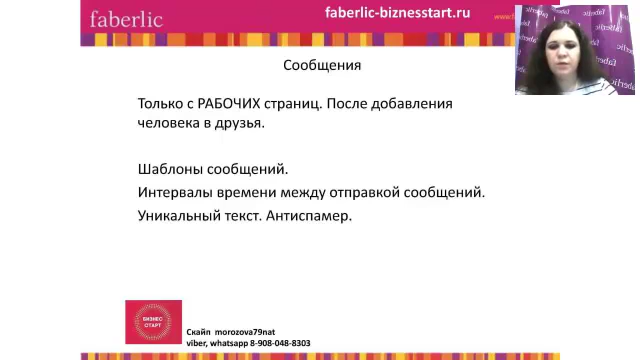 faberlic
faberlic-biznesstart.ru
faberlic
Сообщения
Только с РАБОЧИХ страниц. После добавления
человека в друзья.
Шаблоны сообщений.
Интервалы времени между отправкой сообщений.
Уникальный текст. Антиспамер.
БИЗНЕС
СТАРТ
Скайп morozova79nat
viber, whatsapp 8-908-048-8303